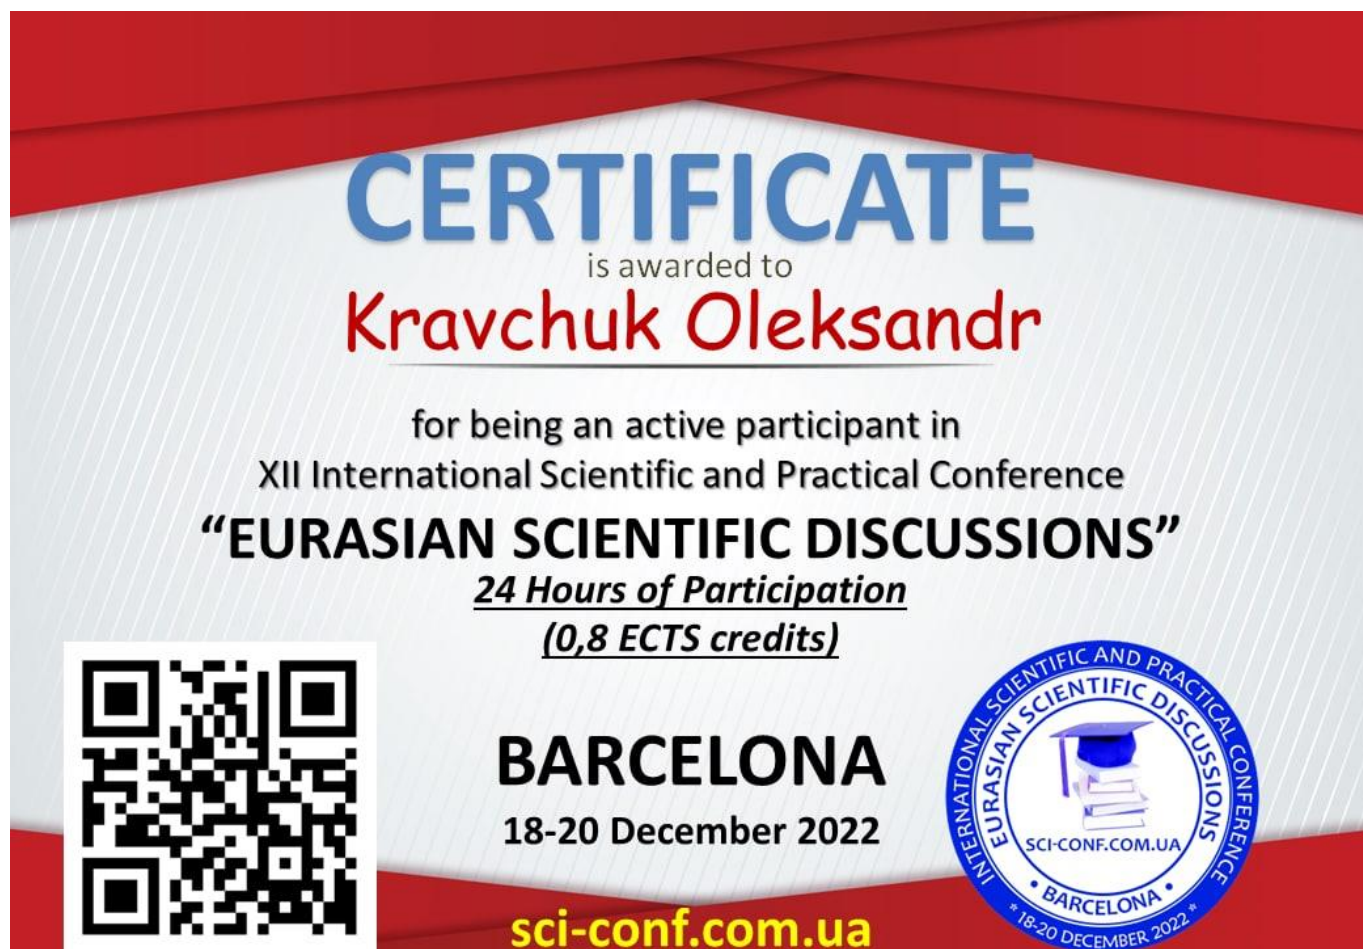 CERTIFICATE
is awarded to
Kravchuk Oleksandr
for being an active participant in
XII International Scientific and Practical Conference
“EURASIAN SCIENTIFIC DISCUSSIONS”
24 Hours of Participation
(0,8 ECTS credits)
BARCELONA
18-20 December 2022
sci-conf.com.ua
INTERNATIONAL SCIENTIFIC AND PRACTICAL CONFERENCE
EURASIAN SCIENTIFIC DISCUSSIONS
SCI-CONF.COM.UA
• BARCELONA •
* 18-20 DECEMBER 2022 *